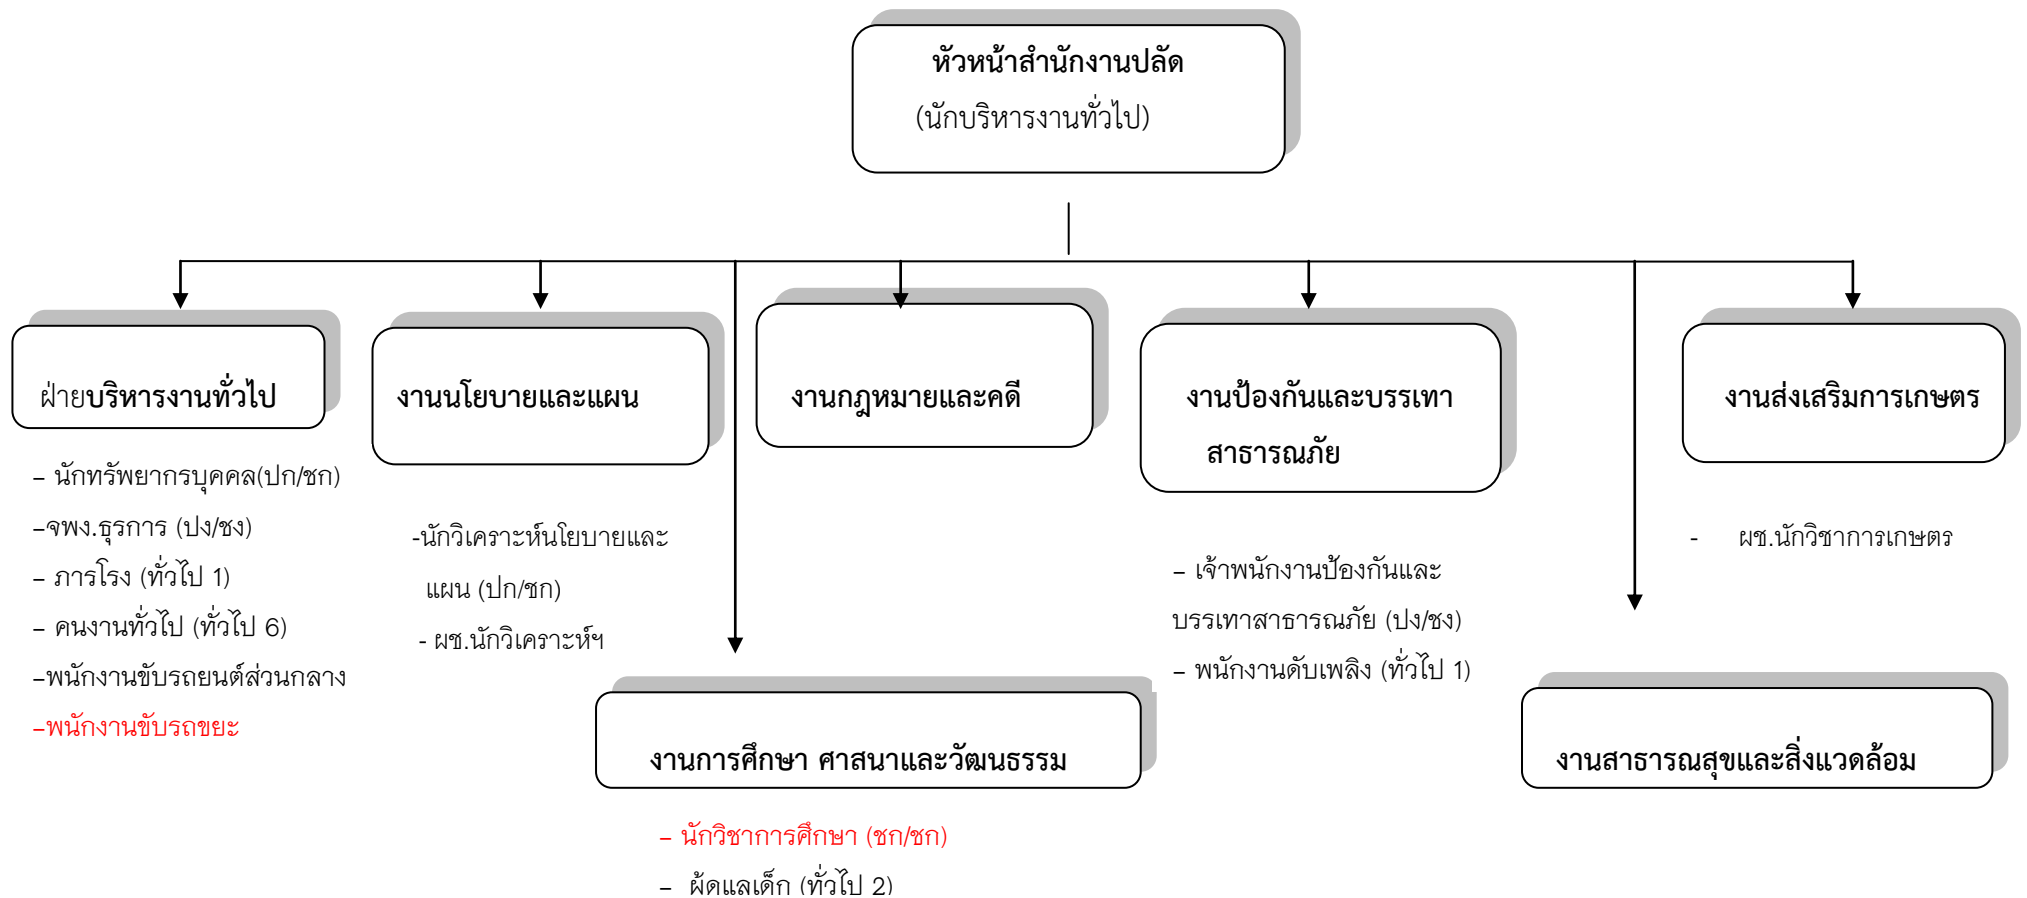 หัวหน้าสำนักงานปลัด
(นักบริหารงานทั่วไป)
ฝ่ายบริหารงานทั่วไป
– นักทรัพยากรบุคคล(ปก/ชก)
–จพง.ธุรการ (ปง/ชง)
– ภารโรง (ทั่วไป 1)
– คนงานทั่วไป (ทั่วไป 6)
–พนักงานขับรถยนต์ส่วนกลาง
–พนักงานขับรถขยะ
งานนโยบายและแผน
-นักวิเคราะห์นโยบายและ
แผน (ปก/ชก)
- ผช.นักวิเคราะห์ฯ
งานการศึกษา ศาสนาและวัฒนธรรม
– นักวิชาการศึกษา (ชก/ชก)
– ผู้ดูแลเด็ก (ทั่วไป 2)
งานกฎหมายและคดี
งานป้องกันและบรรเทา
สาธารณภัย
– เจ้าพนักงานป้องกันและ
บรรเทาสาธารณภัย (ปง/ชง)
– พนักงานดับเพลิง (ทั่วไป 1)
งานสาธารณสุขและสิ่งแวดล้อม
งานส่งเสริมการเกษตร
- ผช.นักวิชาการเกษตร